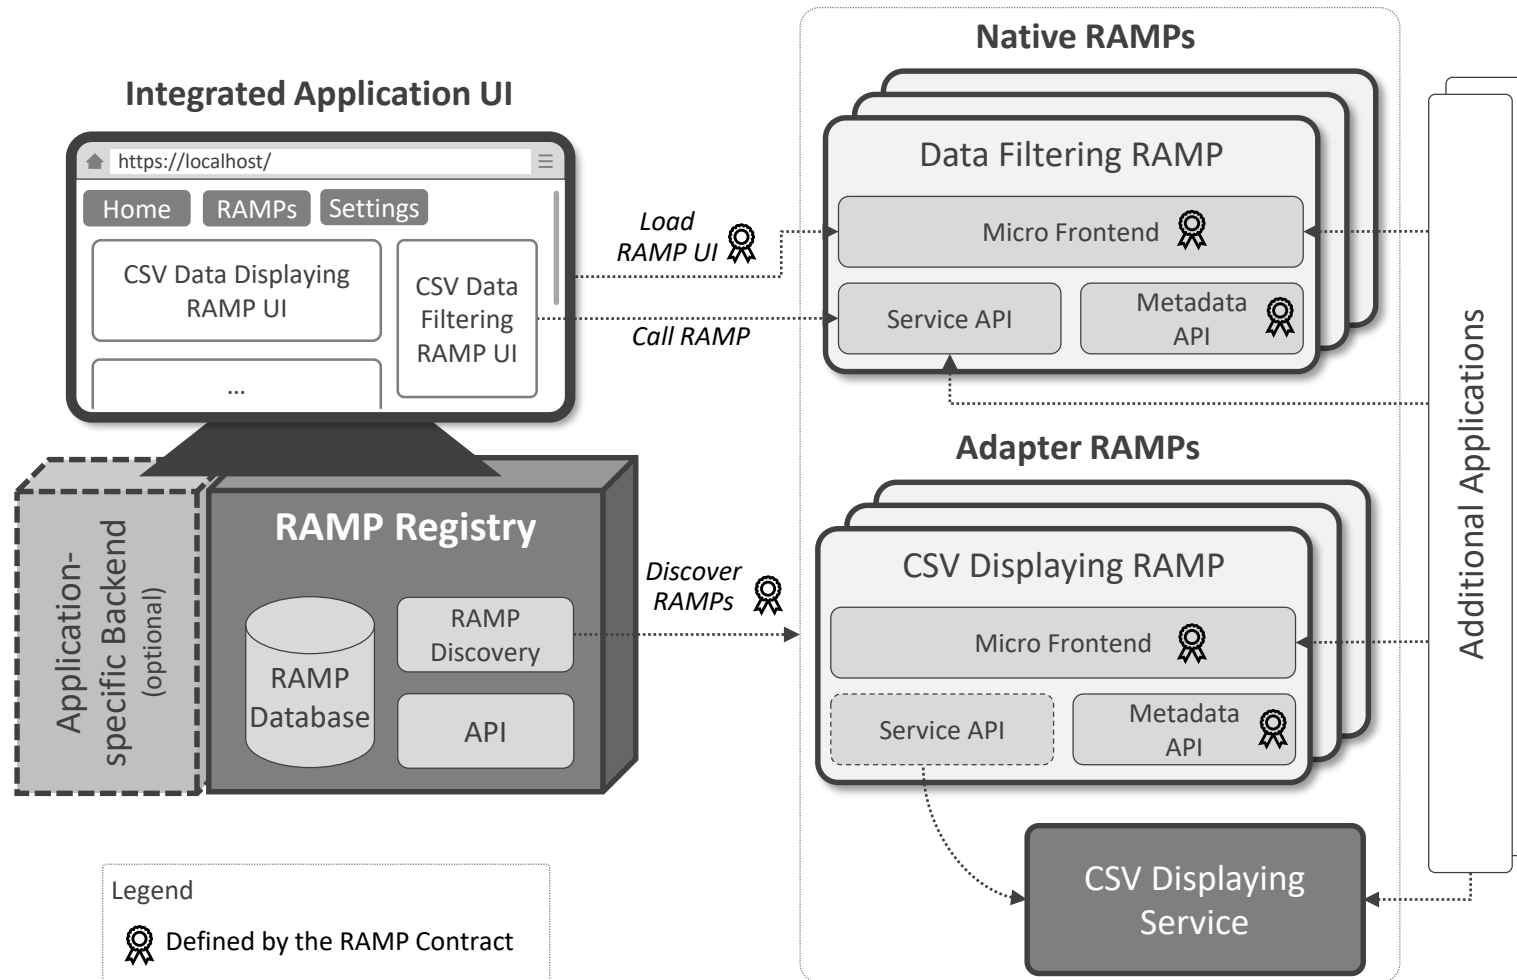 Integrated Application UI
https://localhost/
Home
RAMPs
Settings
CSV Data Displaying
RAMP UI
CSV Data
Filtering
RAMP UI
...
Load
RAMP UI
Call RAMP
Native RAMPs
Data Filtering RAMP
Micro Frontend
Service API
Metadata
API
Application-
specific Backend
(optional)
RAMP Registry
RAMP
Database
RAMP
Discovery
API
Discover
RAMPs
Adapter RAMPs
CSV Displaying RAMP
Micro Frontend
Service API
Metadata
API
CSV Displaying
Service
Additional Applications
Legend
Defined by the RAMP Contract